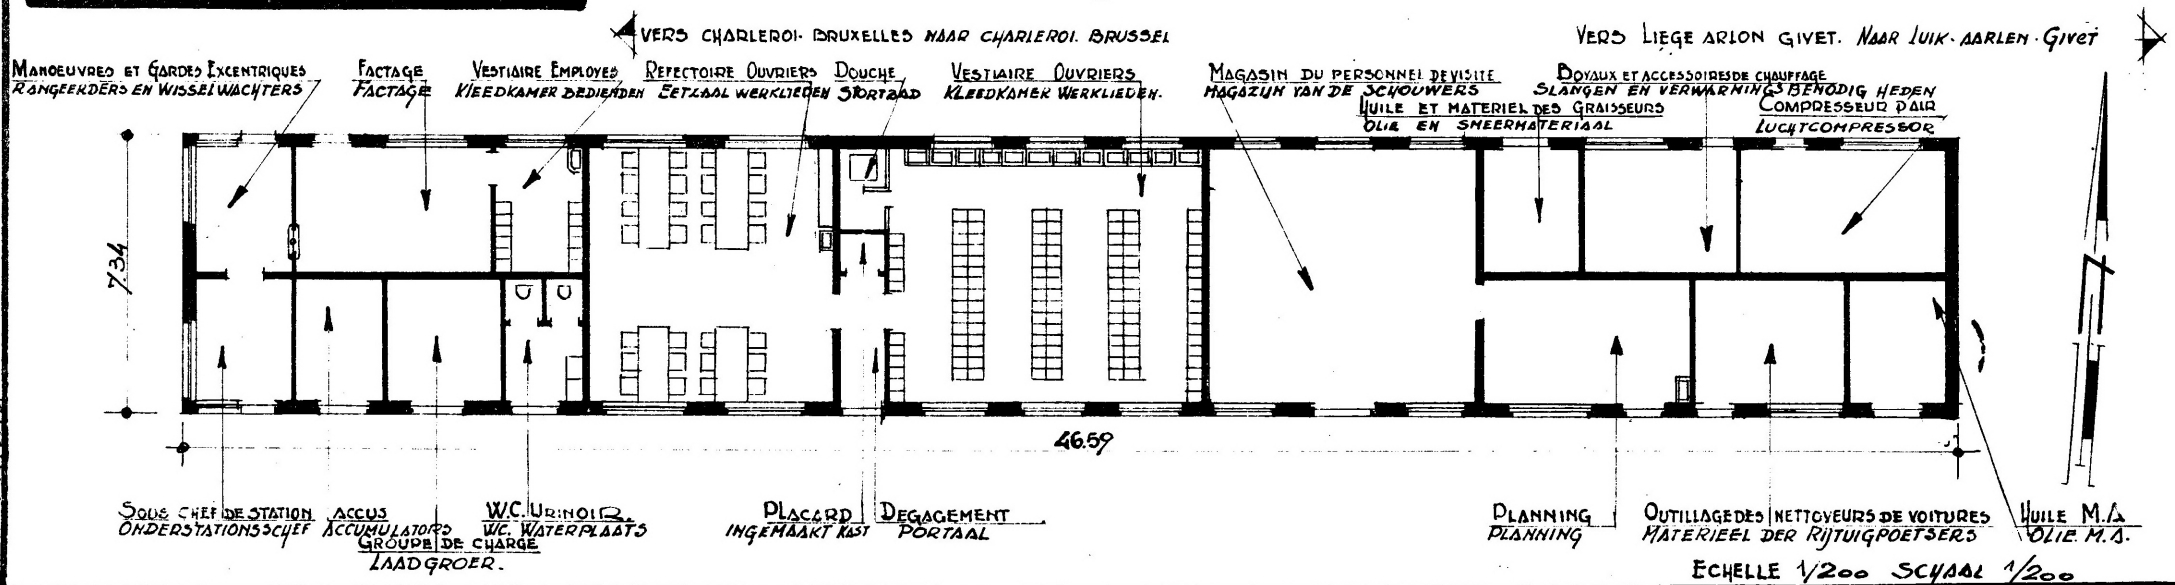 VERS CHARLEROI. BRUXELLES NAAR CHARLEROI. BRUSSEL
VERS LIEGE ARLON GIVET. NAAR LUIK. AARLEN. GIVET
MANOEUVRES ET GARDES EXCENTRIQUES
RANGEERDERS EN WISSELWACHTERS
FACTAGE
FACTAGE
VESTIAIRE EMPLOYES
KLEEDKAMER BEDIENDEN
REFECTOIRE OUVRIERS
EETZAAL WERKLIEDEN
DOUCHE
STORTBAD
VESTIAIRE OUVRIERS
KLEEDKAMER WERKLIEDEN.
MAGASIN DU PERSONNEL DE VISITE
MAGAZIJN VAN DE SCHOUWERS
BOYAUX ET ACCESSOIRES DE CHAUFFAGE
SLANGEN EN VERWARMINGSBENODIGHEDEN
HUILE ET MATERIEL DES GRAISSEURS
OLIE EN SMEERMATERIAAL
COMPRESSEUR D'AIR
LUCHTCOMPRESSOR
7.34
46.59
SOUS CHEF DE STATION
ONDERSTATIONSSCHEF
ACCUS
ACCUMULATORS
GROUPE DE CHARGE
LAADGROER.
W.C. URINOIR.
W.C. WATERPLAATS
PLACARD
INGEMAAKT KAST
DEGAGEMENT
PORTAAL
PLANNING
PLANNING
OUTILLAGE DES NETTOYEURS DE VOITURES
MATERIEEL DER RIJTUIGPOETSERS
HUILE M.A.
OLIE. M.A.
ECHELLE 1/200 SCHAAL 1/200